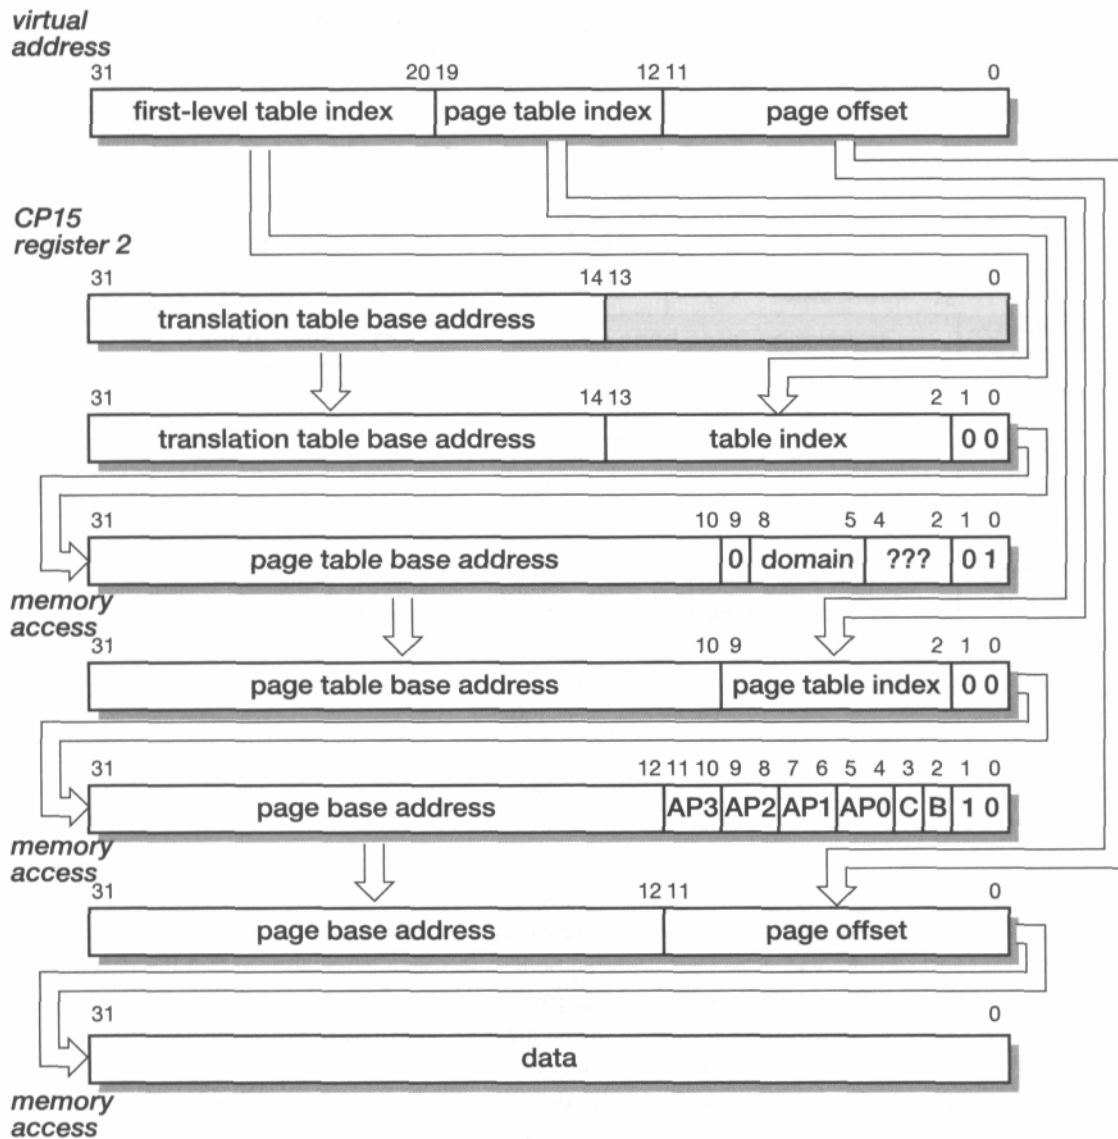 virtual
address
31 20 19 12 11 0
first-level table index page table index page offset
CP15
register 2
31 14 13 0
translation table base address
31 14 13 2 1 0
translation table base address table index 0 0
31 10 9 8 5 4 2 1 0
page table base address 0 domain ??? 0 1
memory
access
31 10 9 2 1 0
page table base address page table index 0 0
31 12 11 10 9 8 7 6 5 4 3 2 1 0
page base address AP3 AP2 AP1 AP0 C B 1 0
memory
access
31 12 11 0
page base address page offset
31 0
data
memory
access